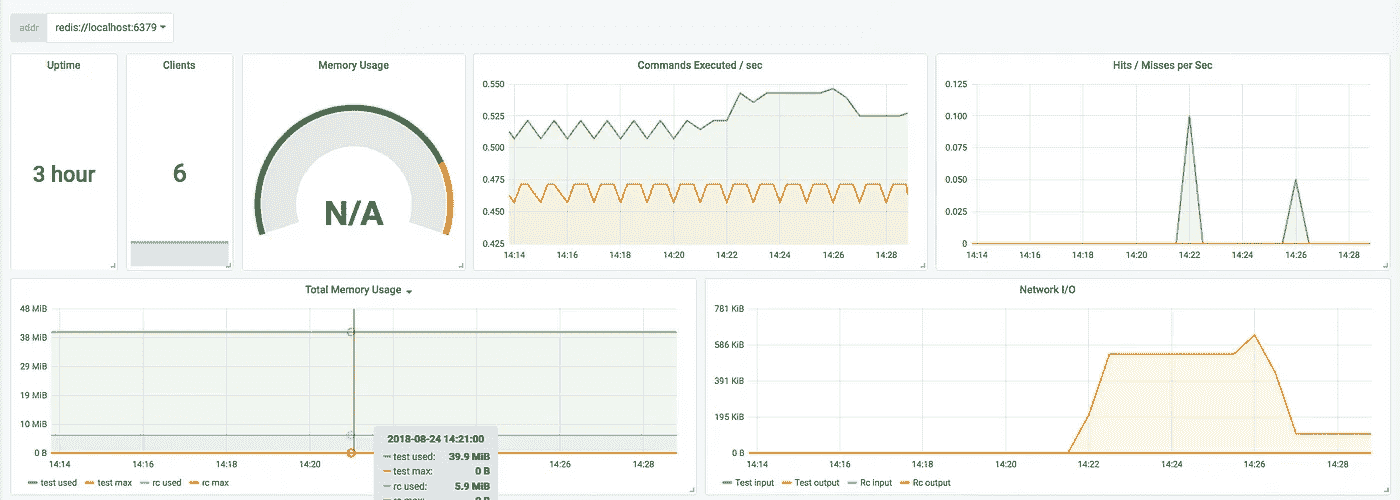 addr redis://localhost:6379
Uptime
3 hour
Clients
6
Memory Usage
N/A
Commands Executed / sec
0.550
0.525
0.500
0.475
0.450
0.425
14:14 14:16 14:18 14:20 14:22 14:24 14:26 14:28
Hits / Misses per Sec
0.125
0.100
0.075
0.050
0.025
0
14:14 14:16 14:18 14:20 14:22 14:24 14:26 14:28
Total Memory Usage
48 MiB
38 MiB
29 MiB
19 MiB
10 MiB
0 B
14:14 14:16 14:18 14:20 14:26 14:28
2018-08-24 14:21:00
test used: 39.9 MiB
test max: 0 B
rc used: 5.9 MiB
rc max: 0 B
test used test max rc used rc max
Network I/O
781 KiB
586 KiB
391 KiB
195 KiB
0 B
14:14 14:16 14:18 14:20 14:22 14:24 14:26 14:28
Test input Test output Rc input Rc output